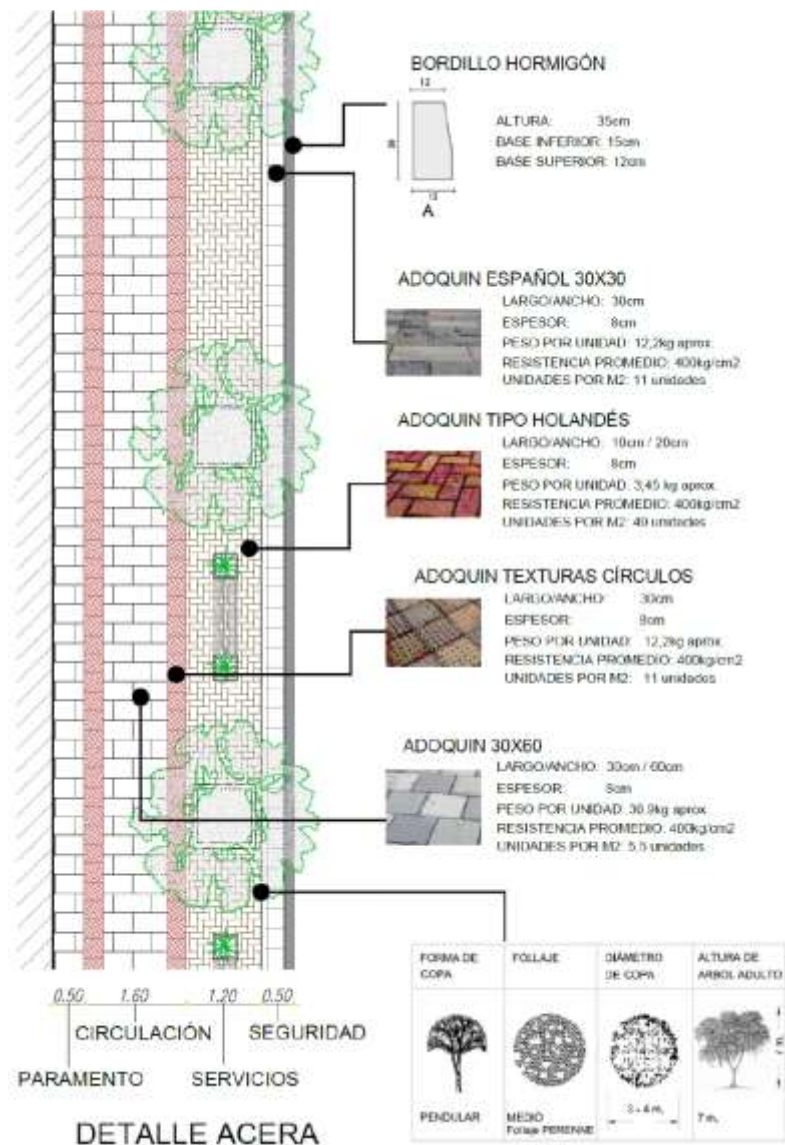 BORDILLO HORMIGÓN
12
ALTURA: 35cm
BASE INFERIOR: 15cm
BASE SUPERIOR: 12cm
A
ADOQUIN ESPAÑOL 30X30
LARGO/ANCHO: 30cm
ESPESOR: 8cm
PESO POR UNIDAD: 12,2kg aprox.
RESISTENCIA PROMEDIO: 400kg/cm2
UNIDADES POR M2: 11 unidades
ADOQUIN TIPO HOLANDÉS
LARGO/ANCHO: 10cm / 20cm
ESPESOR: 8cm
PESO POR UNIDAD: 3,45 kg aprox.
RESISTENCIA PROMEDIO: 400kg/cm2
UNIDADES POR M2: 49 unidades
ADOQUIN TEXTURAS CÍRCULOS
LARGO/ANCHO: 30cm
ESPESOR: 8cm
PESO POR UNIDAD: 12,2kg aprox.
RESISTENCIA PROMEDIO: 400kg/cm2
UNIDADES POR M2: 11 unidades
ADOQUIN 30X60
LARGO/ANCHO: 30cm / 60cm
ESPESOR:
PESO POR UNIDAD: 30,9kg aprox.
RESISTENCIA PROMEDIO: 400kg/cm2
UNIDADES POR M2: 5,5 unidades
FORMA DE COPA
FOLLAJE
DIÁMETRO DE COPA
ALTURA DE ARBOL ADULTO
PENDULAR
MEDIO
Follaje PERENNE
3 - 4 m.
7 m.
0.50 1.60 1.20 0.50
CIRCULACIÓN SEGURIDAD
PARAMENTO SERVICIOS
DETALLE ACERA